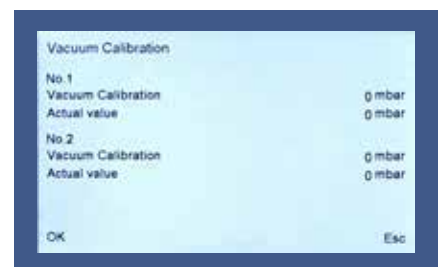 Vacuum Calibration
No.1
Vacuum Calibration 0 mbar
Actual value 0 mbar
No.2
Vacuum Calibration 0 mbar
Actual value 0 mbar
OK Esc